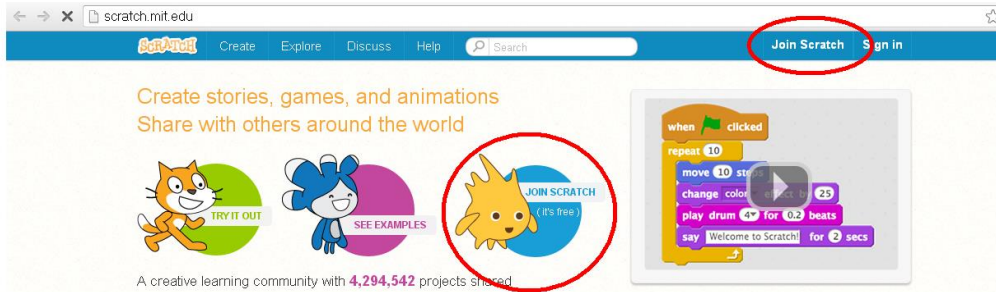 scratch.mit.edu
SCRATCH Create Explore Discuss Help Search Join Scratch Sign in
Create stories, games, and animations
Share with others around the world
TRY IT OUT
SEE EXAMPLES
JOIN SCRATCH
( it's free )
A creative learning community with 4,294,542 projects shared
when clicked
repeat 10
move 10 steps
change color effect by 25
play drum 4 for 0.2 beats
say Welcome to Scratch! for 2 secs